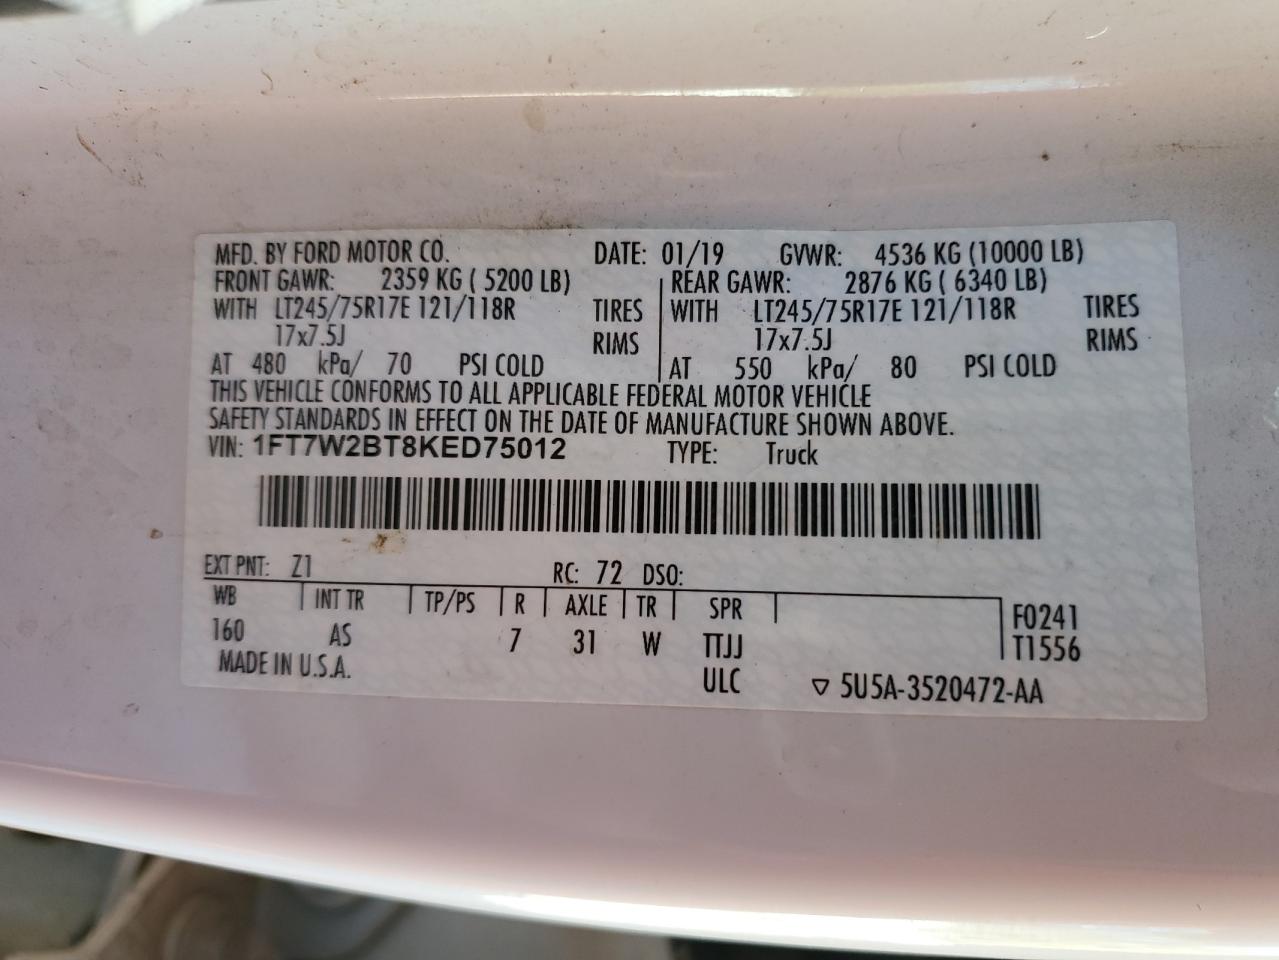 MFD. BY FORD MOTOR CO. DATE: 01/19 GVWR: 4536 KG (10000 LB)
FRONT GAWR: 2359 KG ( 5200 LB) REAR GAWR: 2876 KG ( 6340 LB)
WITH LT245/75R17E 121/118R TIRES WITH LT245/75R17E 121/118R TIRES
17x7.5J RIMS 17x7.5J RIMS
AT 480 kPa/ 70 PSI COLD AT 550 kPa/ 80 PSI COLD
THIS VEHICLE CONFORMS TO ALL APPLICABLE FEDERAL MOTOR VEHICLE
SAFETY STANDARDS IN EFFECT ON THE DATE OF MANUFACTURE SHOWN ABOVE.
VIN: 1FT7W2BT8KED75012 TYPE: Truck
EXT PNT: Z1 RC: 72 DSO:
WB INT TR TP/PS R AXLE TR SPR F0241
160 AS 7 31 W TTJJ T1556
MADE IN U.S.A. ULC ▽ 5U5A-3520472-AA